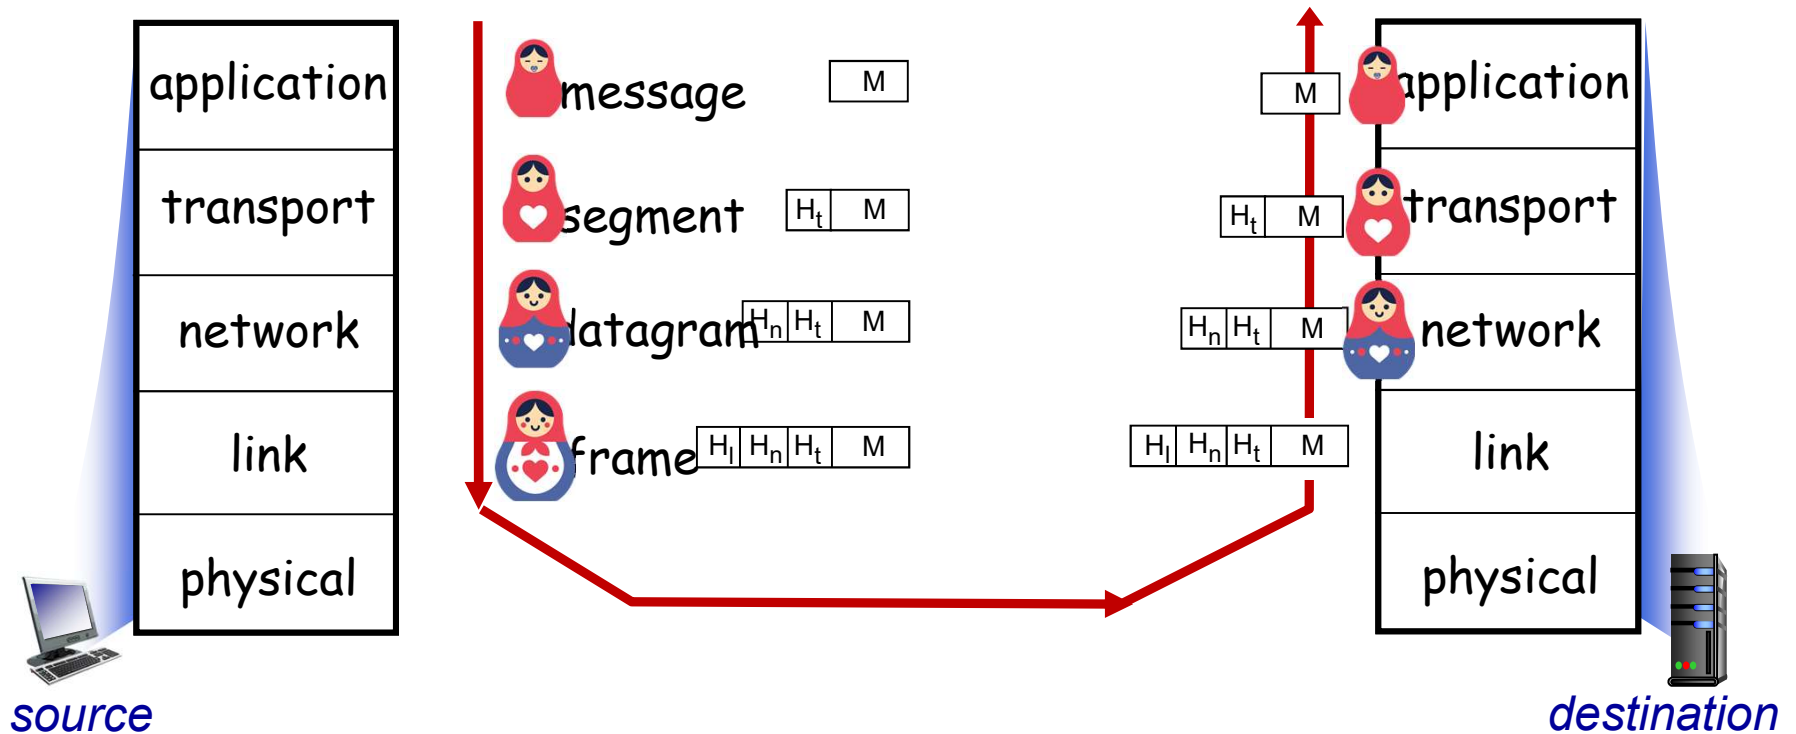 application
transport
network
link
physical
source
message
M
segment
Ht M
datagram
Hn Ht M
frame
Hl Hn Ht M
M
application
Ht M
transport
Hn Ht M
network
Hl Hn Ht M
link
physical
destination